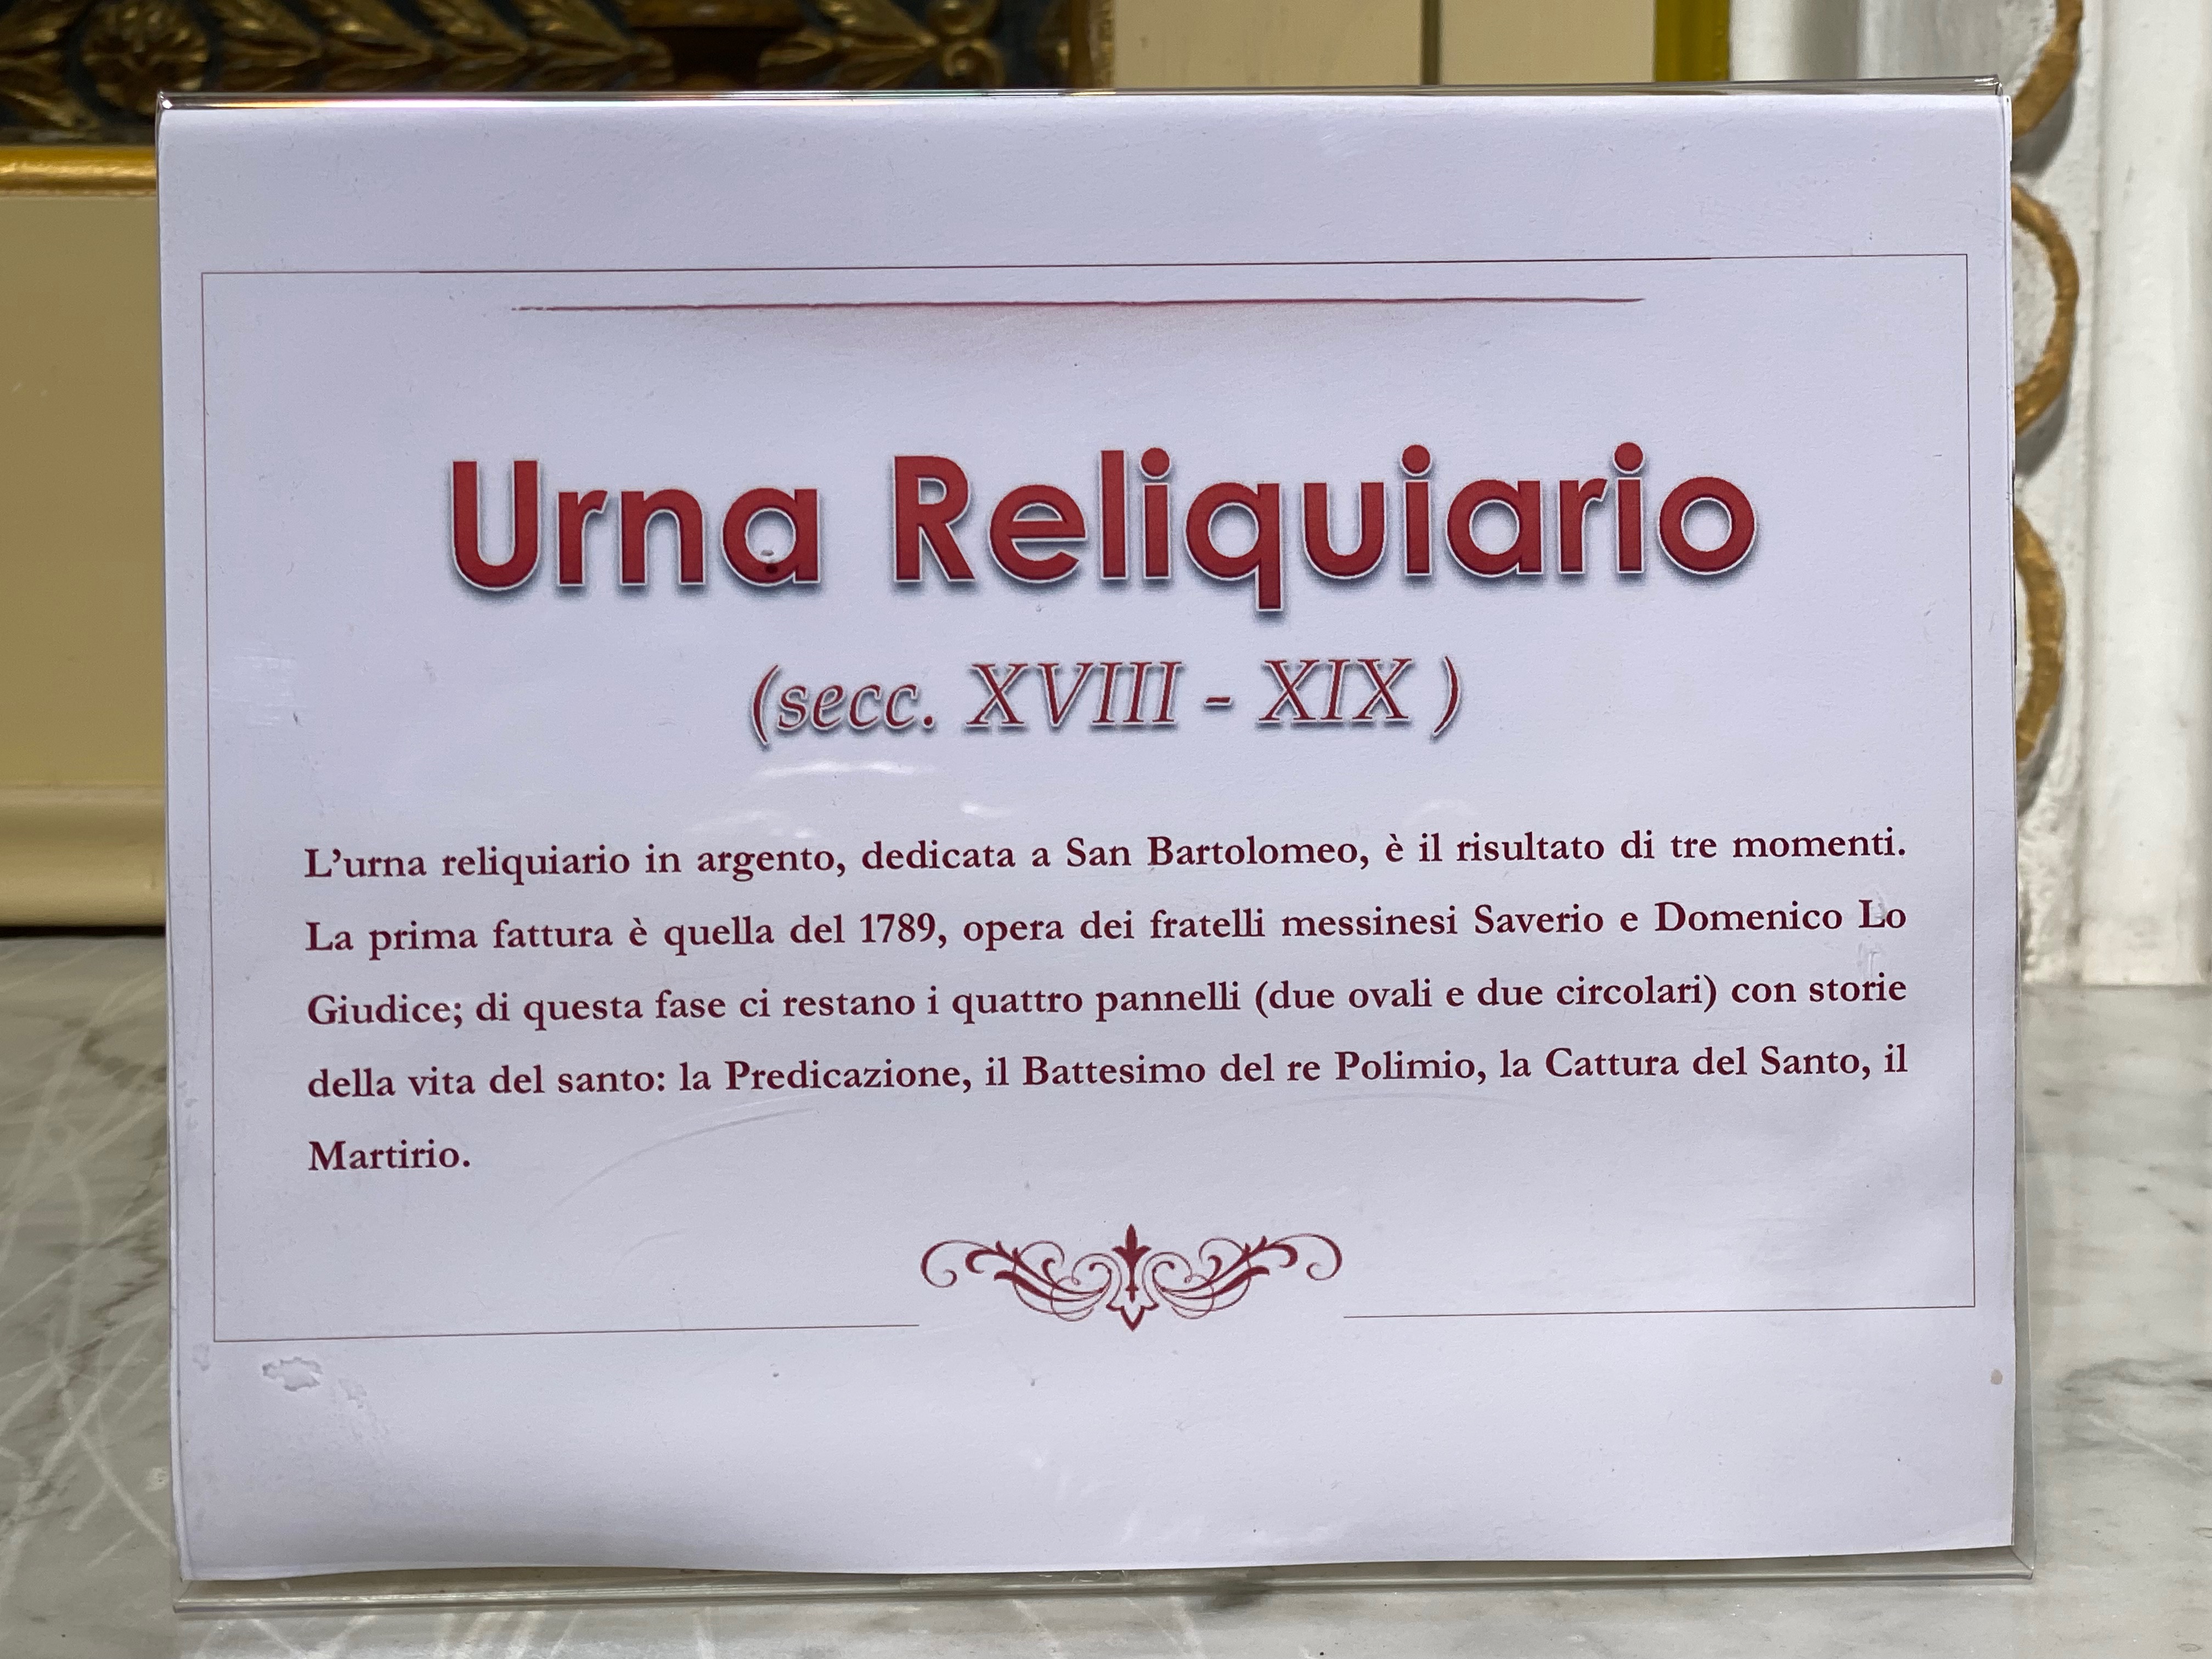 Urna Reliquiario
(secc. XVIII - XIX )
L’urna reliquiario in argento, dedicata a San Bartolomeo, è il risultato di tre momenti.
La prima fattura è quella del 1789, opera dei fratelli messinesi Saverio e Domenico Lo
Giudice; di questa fase ci restano i quattro pannelli (due ovali e due circolari) con storie
della vita del santo: la Predicazione, il Battesimo del re Polimio, la Cattura del Santo, il
Martirio.